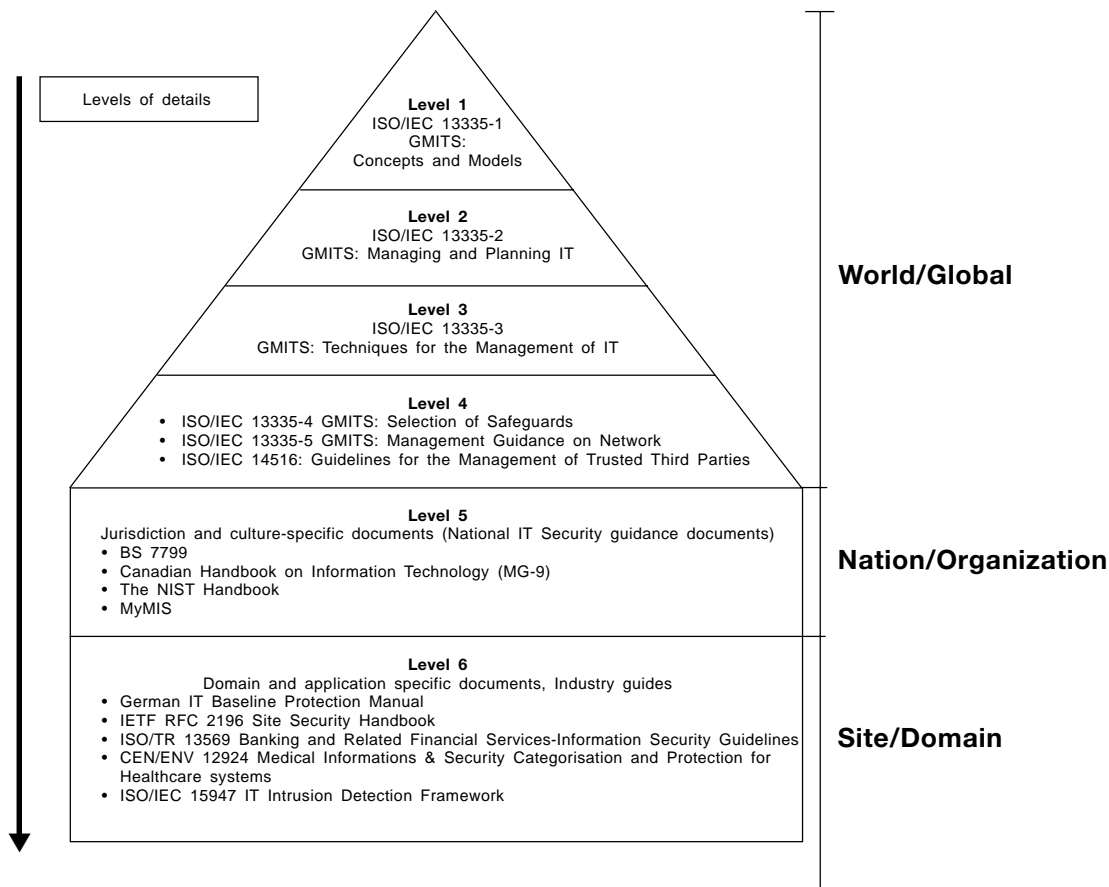 Levels of details
Level 1
ISO/IEC 13335-1
GMITS:
Concepts and Models
Level 2
ISO/IEC 13335-2
GMITS: Managing and Planning IT
Level 3
ISO/IEC 13335-3
GMITS: Techniques for the Management of IT
Level 4
• ISO/IEC 13335-4 GMITS: Selection of Safeguards
• ISO/IEC 13335-5 GMITS: Management Guidance on Network
• ISO/IEC 14516: Guidelines for the Management of Trusted Third Parties
World/Global
Level 5
Jurisdiction and culture-specific documents (National IT Security guidance documents)
• BS 7799
• Canadian Handbook on Information Technology (MG-9)
• The NIST Handbook
• MyMIS
Nation/Organization
Level 6
Domain and application specific documents, Industry guides
• German IT Baseline Protection Manual
• IETF RFC 2196 Site Security Handbook
• ISO/TR 13569 Banking and Related Financial Services-Information Security Guidelines
• CEN/ENV 12924 Medical Informations & Security Categorisation and Protection for
Healthcare systems
• ISO/IEC 15947 IT Intrusion Detection Framework
Site/Domain